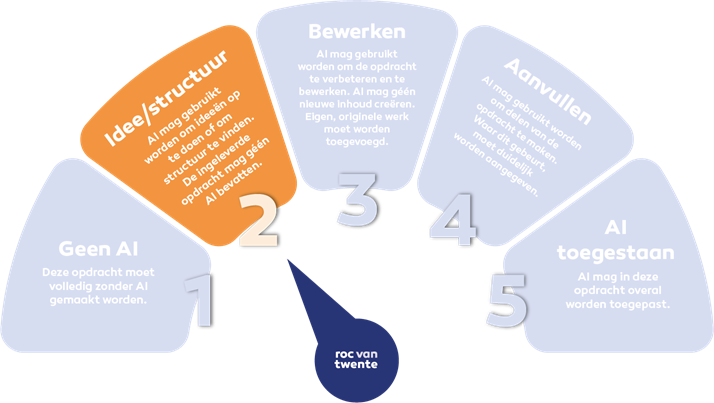 Geen AI
Deze opdracht moet
volledig zonder AI
gemaakt worden.
1
Idee/structuur
AI mag gebruikt
worden om ideeën op
te doen of om
structuur te vinden.
De ingeleverde
opdracht mag géén
AI bevatten.
2
Bewerken
AI mag gebruikt
worden om de opdracht
te verbeteren en te
bewerken. AI mag géén
nieuwe inhoud creëren.
Eigen, originele werk
moet worden
toegevoegd.
3
Aanvullen
AI mag gebruikt worden
om delen van de
opdracht te maken.
Waar dit gebeurt,
moet duidelijk
worden aangegeven.
4
AI
toegestaan
AI mag in deze
opdracht overal
worden toegepast.
5
roc van
twente